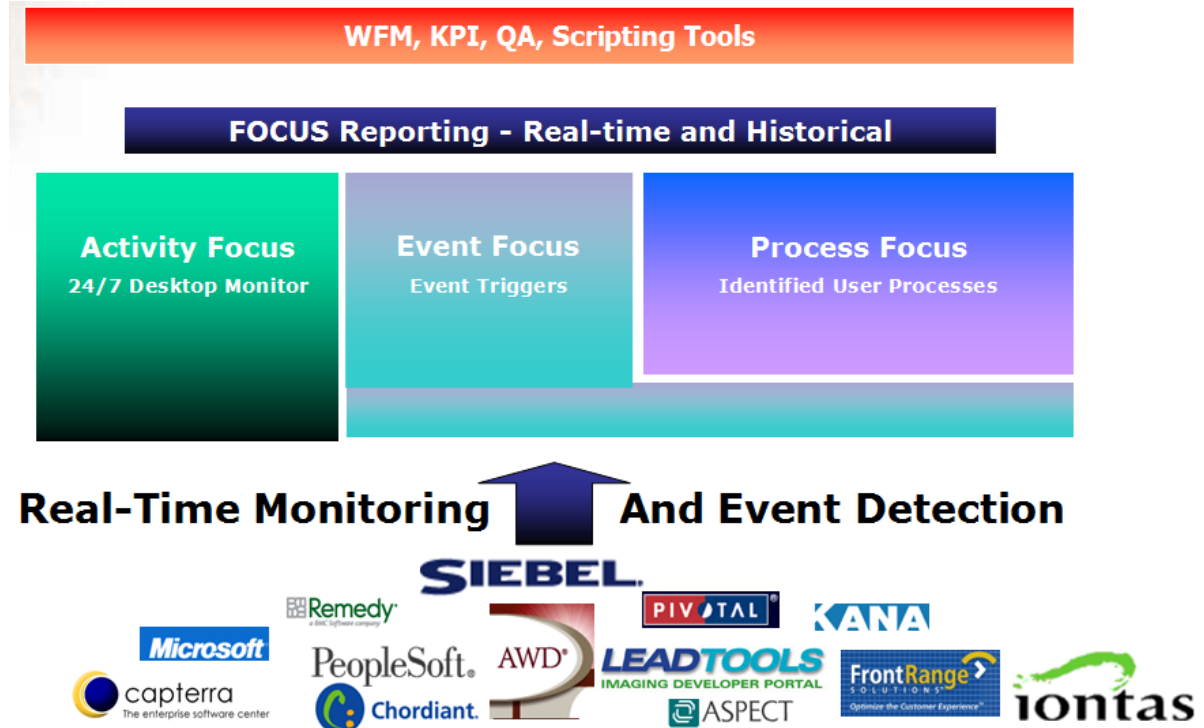 WFM, KPI, QA, Scripting Tools
FOCUS Reporting - Real-time and Historical
Activity Focus
24/7 Desktop Monitor
Event Focus
Event Triggers
Process Focus
Identified User Processes
Real-Time Monitoring And Event Detection
SIEBEL.
Remedy
a BMC Software company
PIVOTAL®
KANA
Microsoft
PeopleSoft.
AWD®
LEADTOOLS
IMAGING DEVELOPER PORTAL
FrontRange
SOLUTIONS
Optimize the Customer Experience™
capterra
The enterprise software center
Chordiant.
ASPECT
iontas